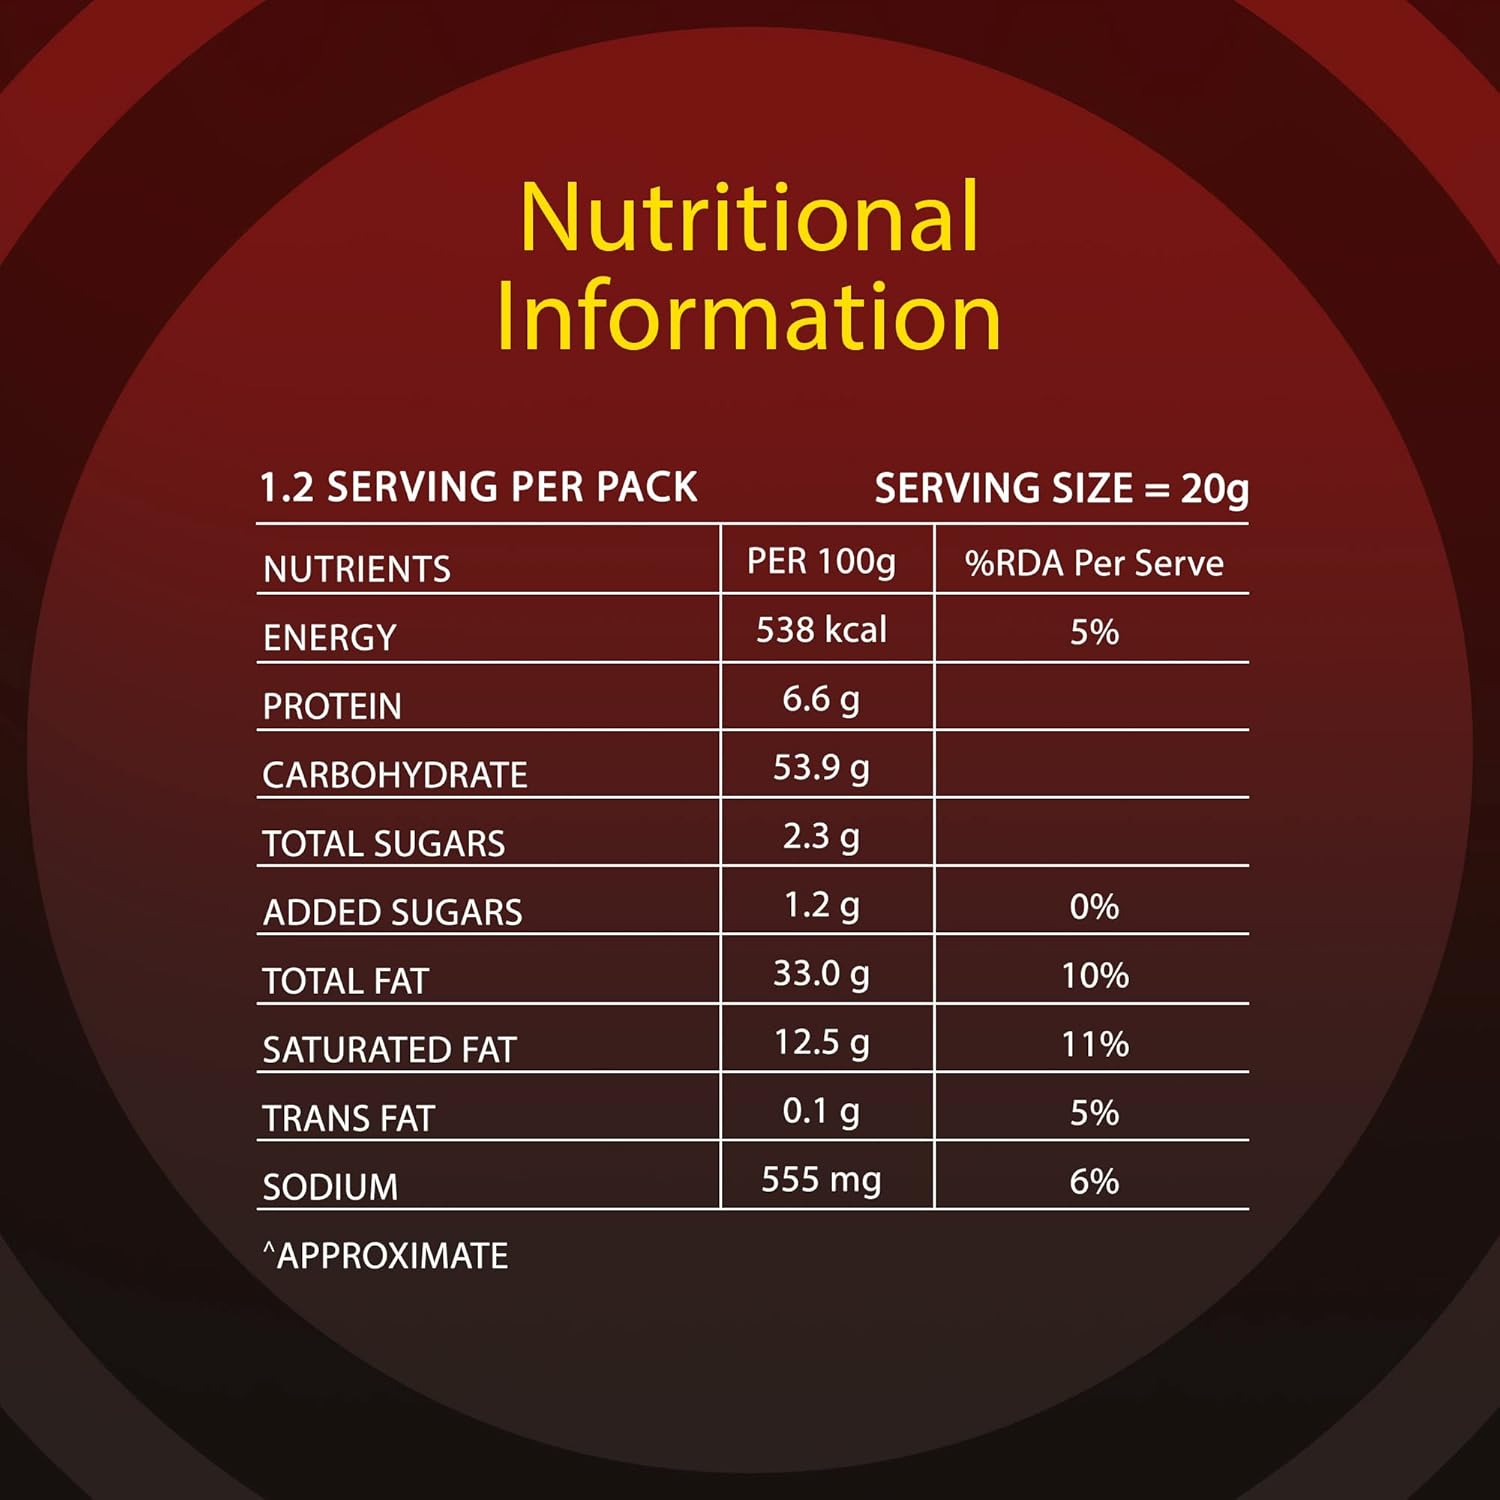 Nutritional
Information
1.2 SERVING PER PACK SERVING SIZE = 20g
NUTRIENTS PER 100g %RDA Per Serve
ENERGY 538 kcal 5%
PROTEIN 6.6 g
CARBOHYDRATE 53.9 g
TOTAL SUGARS 2.3 g
ADDED SUGARS 1.2 g 0%
TOTAL FAT 33.0 g 10%
SATURATED FAT 12.5 g 11%
TRANS FAT 0.1 g 5%
SODIUM 555 mg 6%
^APPROXIMATE